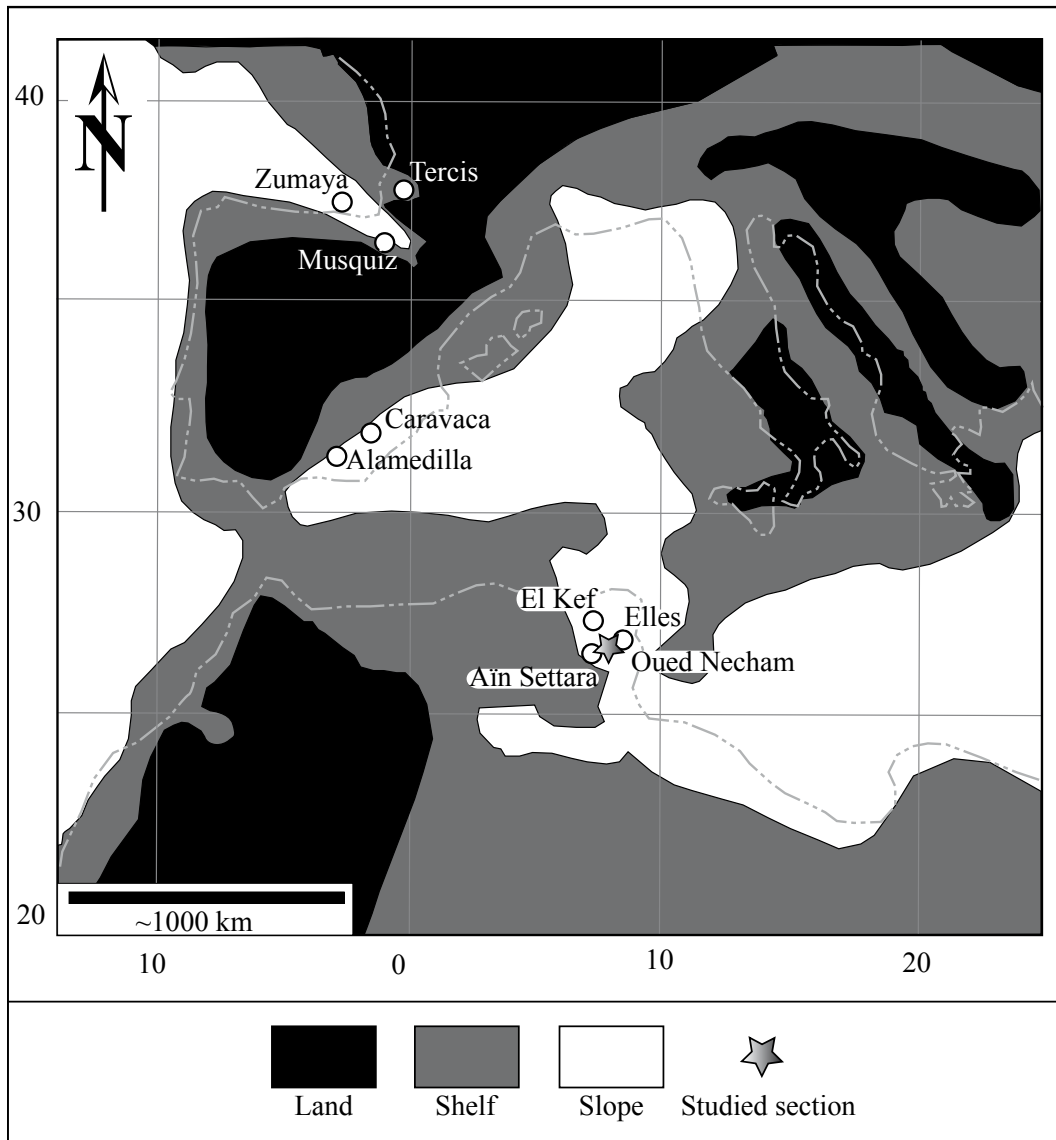 40
N
Zumaya
Tercis
Musquiz
Caravaca
Alamedilla
30
El Kef
Elles
Oued Necham
Aïn Settara
20
~1000 km
10
0
10
20
Land
Shelf
Slope
Studied section